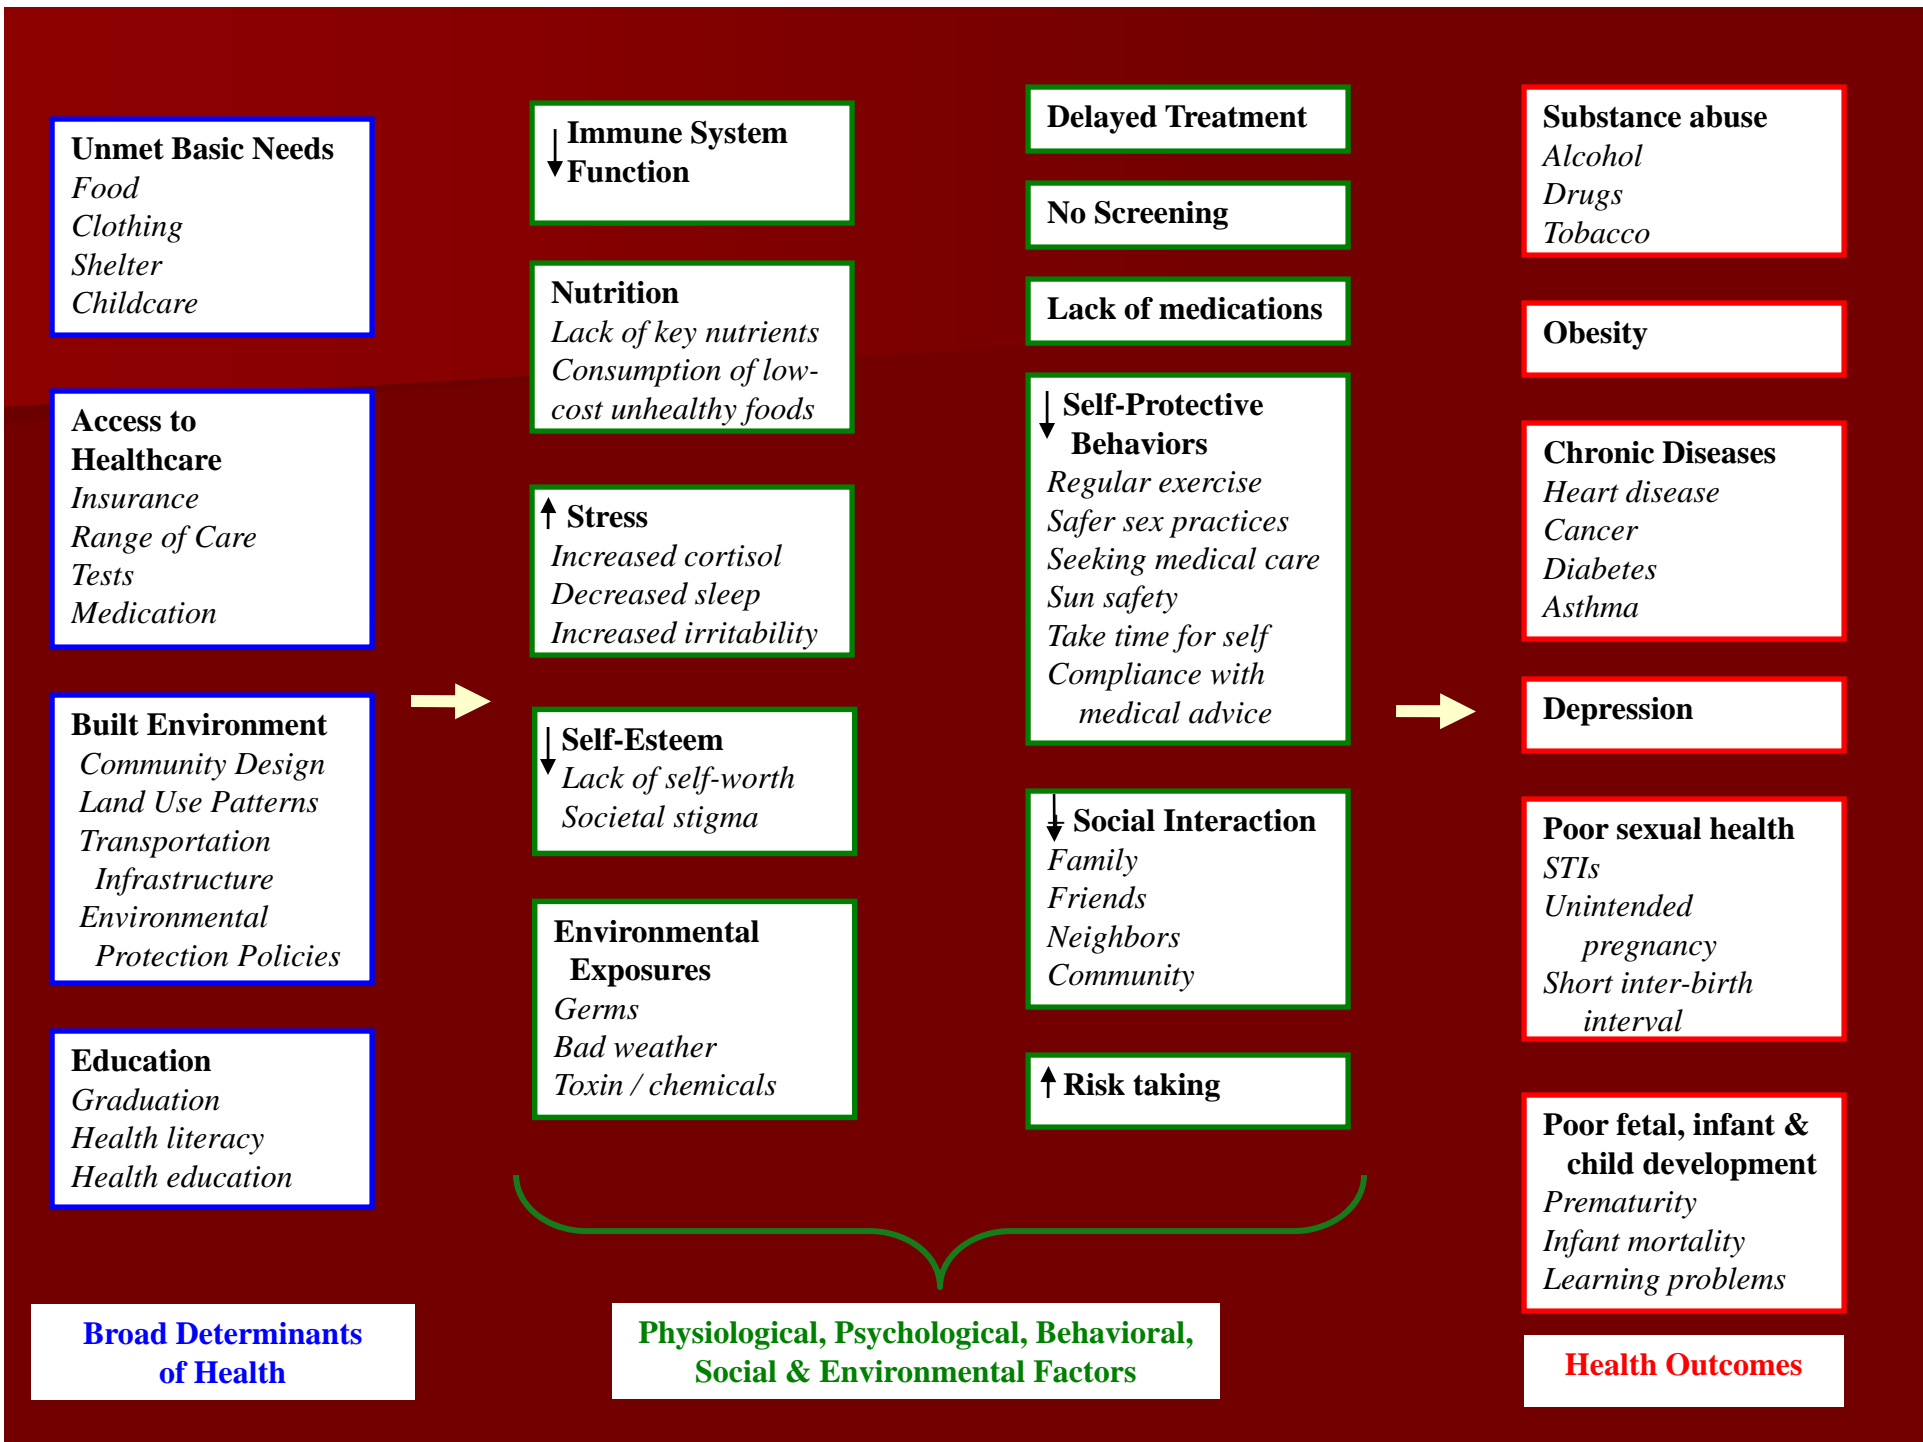 Unmet Basic Needs
Food
Clothing
Shelter
Childcare
Access to
Healthcare
Insurance
Range of Care
Tests
Medication
Built Environment
Community Design
Land Use Patterns
Transportation
Infrastructure
Environmental
Protection Policies
Education
Graduation
Health literacy
Health education
Broad Determinants
of Health
Immune System
Function
Nutrition
Lack of key nutrients
Consumption of low-
cost unhealthy foods
Stress
Increased cortisol
Decreased sleep
Increased irritability
Self-Esteem
Lack of self-worth
Societal stigma
Environmental
Exposures
Germs
Bad weather
Toxin / chemicals
Delayed Treatment
No Screening
Lack of medications
Self-Protective
Behaviors
Regular exercise
Safer sex practices
Seeking medical care
Sun safety
Take time for self
Compliance with
medical advice
Social Interaction
Family
Friends
Neighbors
Community
Risk taking
Physiological, Psychological, Behavioral,
Social & Environmental Factors
Substance abuse
Alcohol
Drugs
Tobacco
Obesity
Chronic Diseases
Heart disease
Cancer
Diabetes
Asthma
Depression
Poor sexual health
STIs
Unintended
pregnancy
Short inter-birth
interval
Poor fetal, infant &
child development
Prematurity
Infant mortality
Learning problems
Health Outcomes